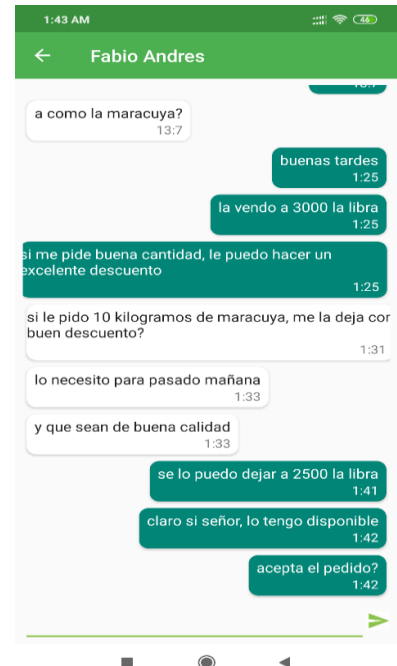 1:43 AM
46
Fabio Andres
a como la maracuya?
13:7
buenas tardes
1:25
la vendo a 3000 la libra
1:25
si me pide buena cantidad, le puedo hacer un
excelente descuento
1:25
si le pido 10 kilogramos de maracuya, me la deja con
buen descuento?
1:31
lo necesito para pasado mañana
1:33
y que sean de buena calidad
1:33
se lo puedo dejar a 2500 la libra
1:41
claro si señor, lo tengo disponible
1:42
acepta el pedido?
1:42